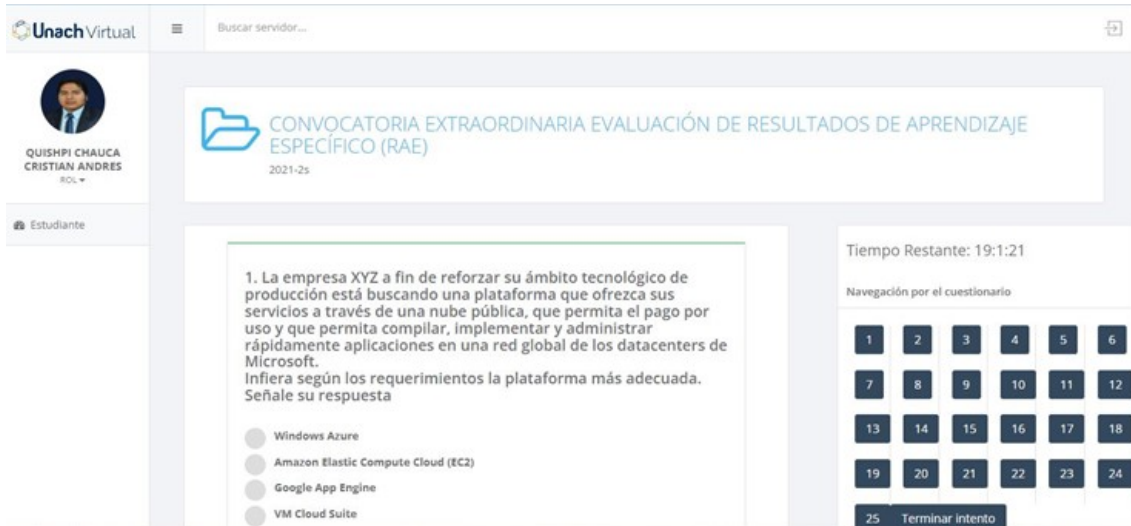 Unach Virtual
Buscar servidor...
QUISHPI CHAUCA
CRISTIAN ANDRES
ROL
Estudiante
CONVOCATORIA EXTRAORDINARIA EVALUACIÓN DE RESULTADOS DE APRENDIZAJE
ESPECÍFICO (RAE)
2021-2s
1. La empresa XYZ a fin de reforzar su ámbito tecnológico de
producción está buscando una plataforma que ofrezca sus
servicios a través de una nube pública, que permita el pago por
uso y que permita compilar, implementar y administrar
rápidamente aplicaciones en una red global de los datacenters de
Microsoft.
Infiera según los requerimientos la plataforma más adecuada.
Señale su respuesta
Windows Azure
Amazon Elastic Compute Cloud (EC2)
Google App Engine
VM Cloud Suite
Tiempo Restante: 19:1:21
Navegación por el cuestionario
1 2 3 4 5 6
7 8 9 10 11 12
13 14 15 16 17 18
19 20 21 22 23 24
25 Terminar intento